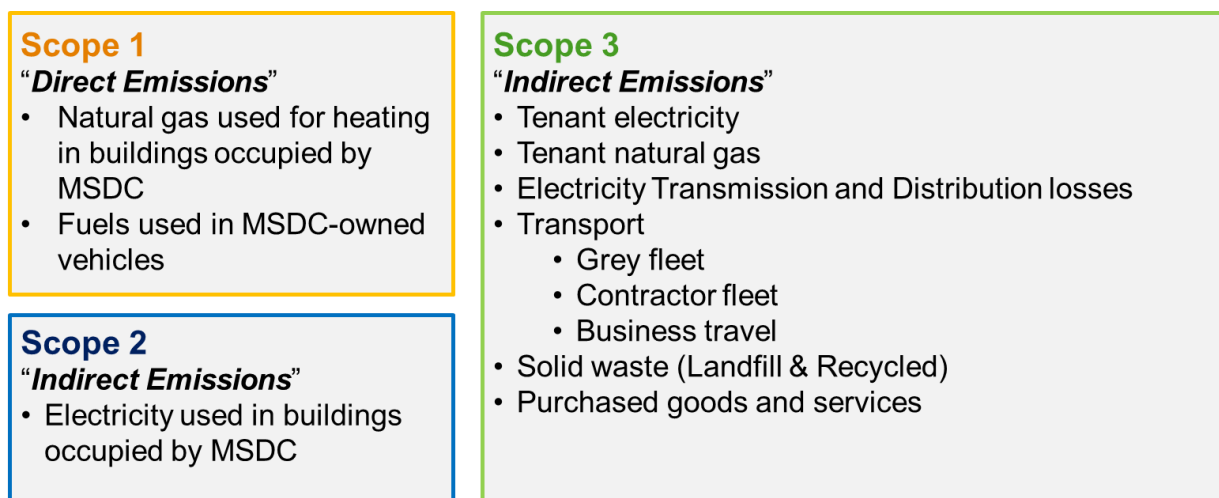 Scope 1
“Direct Emissions”
• Natural gas used for heating
in buildings occupied by
MSDC
• Fuels used in MSDC-owned
vehicles
Scope 2
“Indirect Emissions”
• Electricity used in buildings
occupied by MSDC
Scope 3
“Indirect Emissions”
• Tenant electricity
• Tenant natural gas
• Electricity Transmission and Distribution losses
• Transport
• Grey fleet
• Contractor fleet
• Business travel
• Solid waste (Landfill & Recycled)
• Purchased goods and services